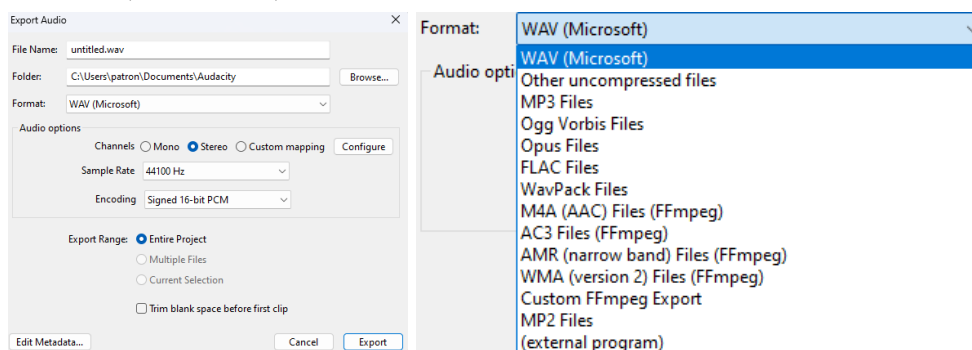 Export Audio
File Name: untitled.wav
Folder: C:\Users\patron\Documents\Audacity Browse...
Format: WAV (Microsoft)
Audio options
Channels Mono Stereo Custom mapping Configure
Sample Rate 44100 Hz
Encoding Signed 16-bit PCM
Export Range: Entire Project
Multiple Files
Current Selection
Trim blank space before first clip
Edit Metadata... Cancel Export
Format: WAV (Microsoft)
Audio opti
WAV (Microsoft)
Other uncompressed files
MP3 Files
Ogg Vorbis Files
Opus Files
FLAC Files
WavPack Files
M4A (AAC) Files (FFmpeg)
AC3 Files (FFmpeg)
AMR (narrow band) Files (FFmpeg)
WMA (version 2) Files (FFmpeg)
Custom FFmpeg Export
MP2 Files
(external program)